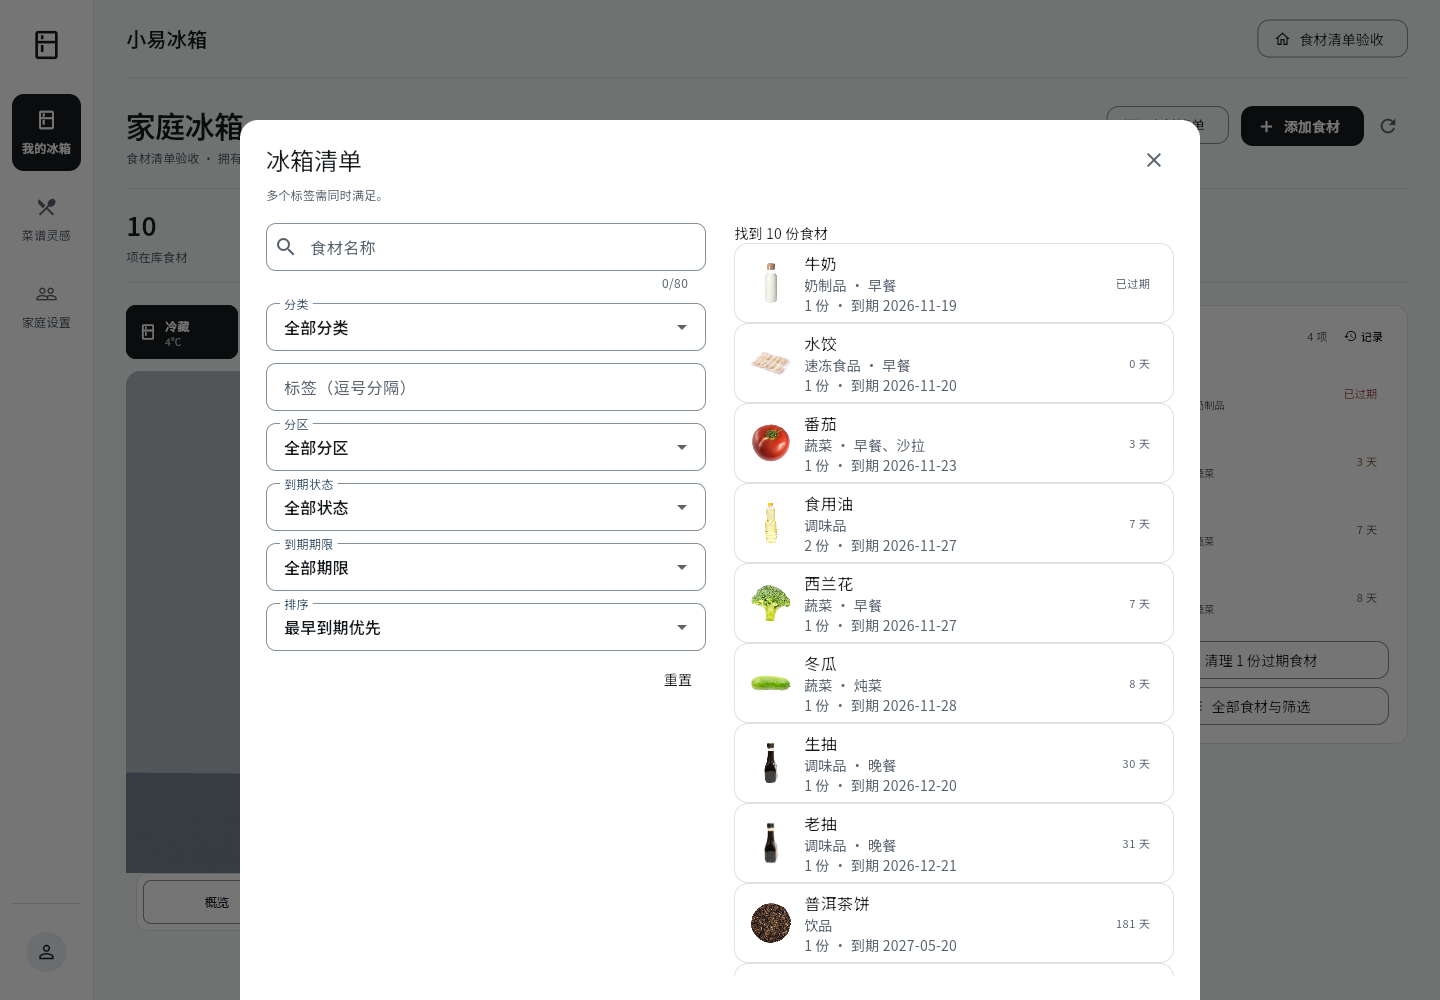 小易冰箱
食材清单验收
我的冰箱
菜谱灵感
家庭设置
家庭冰箱
食材清单验收 · 拥有
单
添加食材
10
项在库食材
冷藏
4°C
概览
冰箱清单
多个标签需同时满足。
食材名称
0/80
分类
全部分类
标签（逗号分隔）
分区
全部分区
到期状态
全部状态
到期期限
全部期限
排序
最早到期优先
重置
找到 10 份食材
牛奶
奶制品 · 早餐
1 份 · 到期 2026-11-19
已过期
水饺
速冻食品 · 早餐
1 份 · 到期 2026-11-20
0 天
番茄
蔬菜 · 早餐、沙拉
1 份 · 到期 2026-11-23
3 天
食用油
调味品
2 份 · 到期 2026-11-27
7 天
西兰花
蔬菜 · 早餐
1 份 · 到期 2026-11-27
7 天
冬瓜
蔬菜 · 炖菜
1 份 · 到期 2026-11-28
8 天
生抽
调味品 · 晚餐
1 份 · 到期 2026-12-20
30 天
老抽
调味品 · 晚餐
1 份 · 到期 2026-12-21
31 天
普洱茶饼
饮品
1 份 · 到期 2027-05-20
181 天
4 项
记录
制品
已过期
菜
3 天
菜
7 天
菜
8 天
清理 1 份过期食材
全部食材与筛选